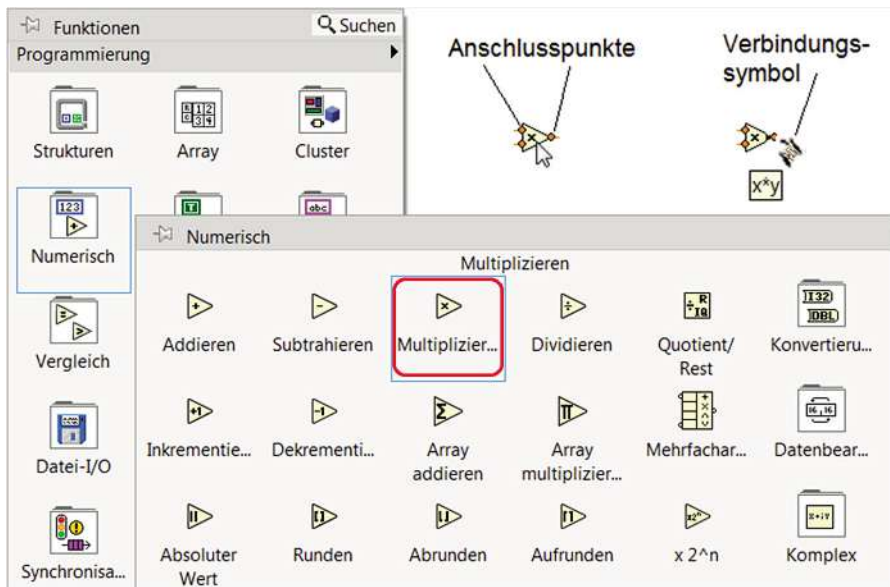 Funktionen
Suchen
Programmierung
Strukturen
Array
Cluster
Numerisch
Vergleich
Datei-I/O
Synchronisa...
Anschlusspunkte
Verbindungs-
symbol
x*y
Numerisch
Multiplizieren
Addieren
Subtrahieren
Multiplizier...
Dividieren
Quotient/
Rest
Konvertieru...
Inkrementie...
Dekrementi...
Array
addieren
Array
multiplizier...
Mehrfachar...
Datenbear...
Absoluter
Wert
Runden
Abrunden
Aufrunden
x 2^n
Komplex